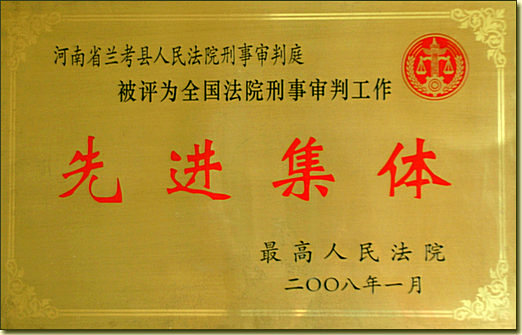 河南省兰考县人民法院刑事审判庭
被评为全国法院刑事审判工作
先进集体
最高人民法院
二〇〇八年一月